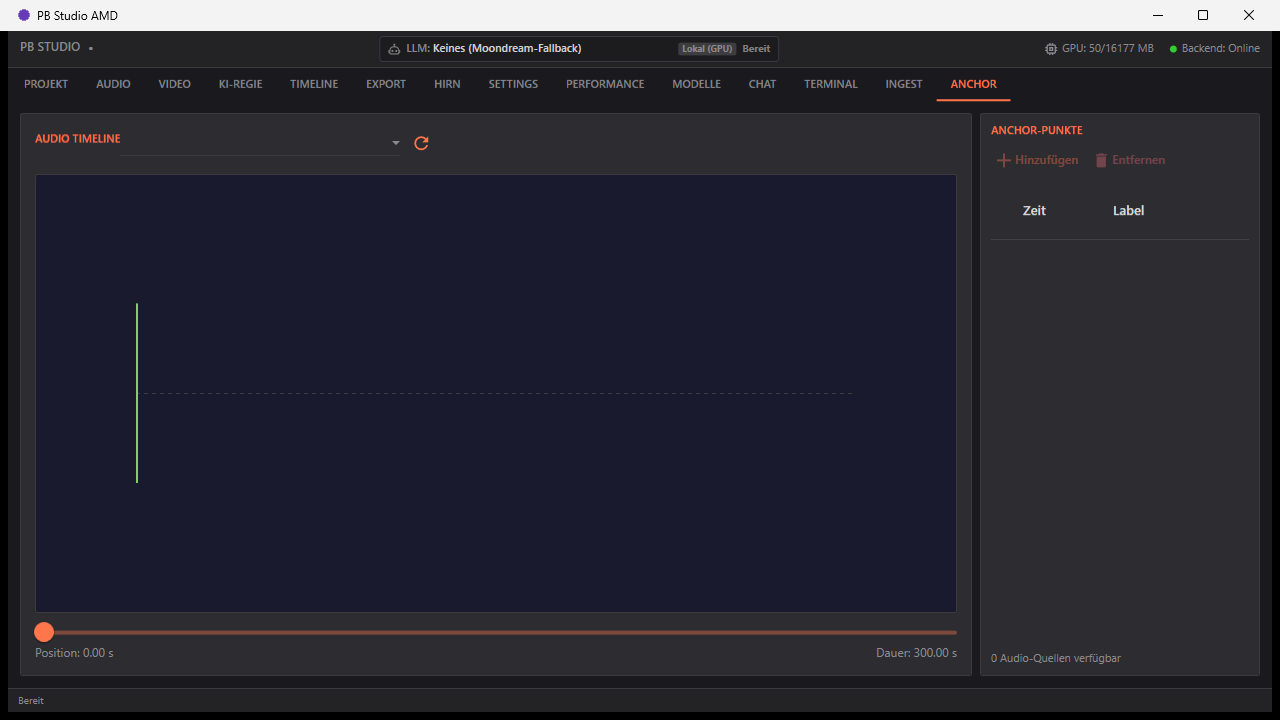 PB Studio AMD
PB STUDIO •
LLM: Keines (Moondream-Fallback) Lokal (GPU) Bereit
GPU: 50/16177 MB
Backend: Online
PROJEKT AUDIO VIDEO KI-REGIE TIMELINE EXPORT HIRN SETTINGS PERFORMANCE MODELLE CHAT TERMINAL INGEST ANCHOR
AUDIO TIMELINE
Position: 0.00 s
Dauer: 300.00 s
ANCHOR-PUNKTE
Hinzufügen Entfernen
Zeit Label
0 Audio-Quellen verfügbar
Bereit